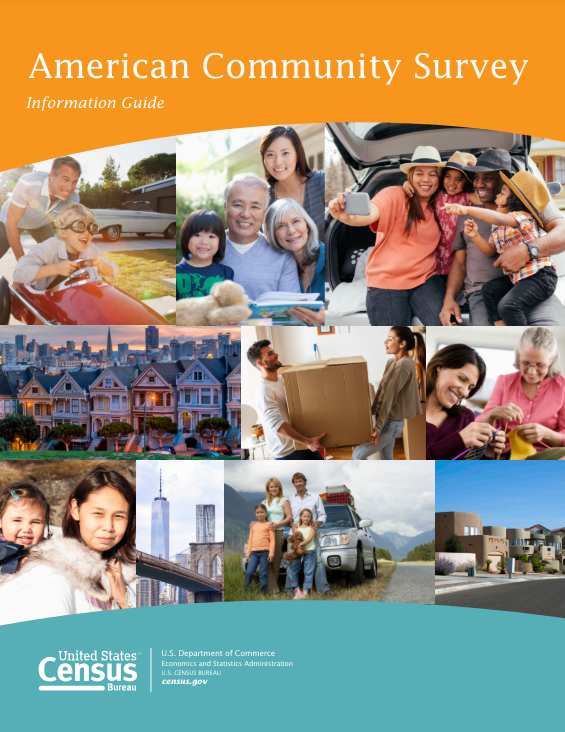 American Community Survey
Information Guide
United States™
Census
Bureau
U.S. Department of Commerce
Economics and Statistics Administration
U.S. CENSUS BUREAU
census.gov